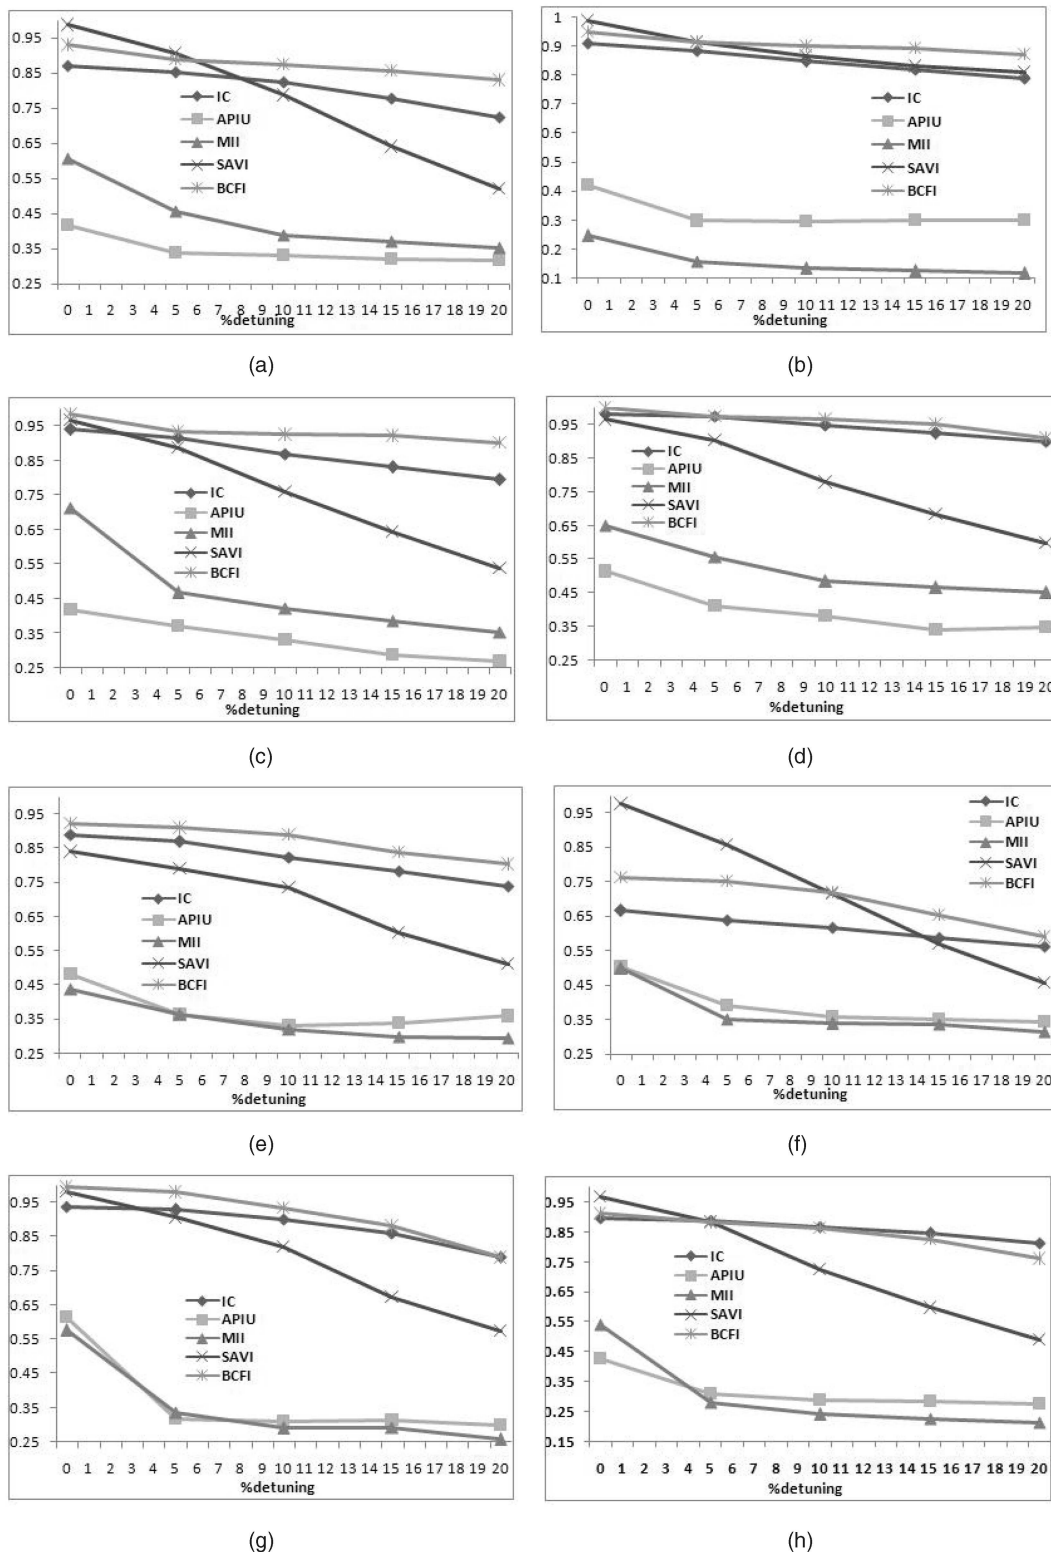 0.95
0.85
0.75
0.65
0.55
0.45
0.35
0.25
IC
APIU
MII
SAVI
BCFI
0 1 2 3 4 5 6 7 8 9 10 11 12 13 14 15 16 17 18 19 20
%detuning
(a)
1
0.9
0.8
0.7
0.6
0.5
0.4
0.3
0.2
0.1
IC
APIU
MII
SAVI
BCFI
0 1 2 3 4 5 6 7 8 9 10 11 12 13 14 15 16 17 18 19 20
%detuning
(b)
0.95
0.85
0.75
0.65
0.55
0.45
0.35
0.25
IC
APIU
MII
SAVI
BCFI
0 1 2 3 4 5 6 7 8 9 10 11 12 13 14 15 16 17 18 19 20
%detuning
(c)
0.95
0.85
0.75
0.65
0.55
0.45
0.35
0.25
IC
APIU
MII
SAVI
BCFI
0 1 2 3 4 5 6 7 8 9 10 11 12 13 14 15 16 17 18 19 20
%detuning
(d)
0.95
0.85
0.75
0.65
0.55
0.45
0.35
0.25
IC
APIU
MII
SAVI
BCFI
0 1 2 3 4 5 6 7 8 9 10 11 12 13 14 15 16 17 18 19 20
%detuning
(e)
0.95
0.85
0.75
0.65
0.55
0.45
0.35
0.25
IC
APIU
MII
SAVI
BCFI
0 1 2 3 4 5 6 7 8 9 10 11 12 13 14 15 16 17 18 19 20
%detuning
(f)
0.95
0.85
0.75
0.65
0.55
0.45
0.35
0.25
IC
APIU
MII
SAVI
BCFI
0 1 2 3 4 5 6 7 8 9 10 11 12 13 14 15 16 17 18 19 20
%detuning
(g)
0.95
0.85
0.75
0.65
0.55
0.45
0.35
0.25
0.15
IC
APIU
MII
SAVI
BCFI
0 1 2 3 4 5 6 7 8 9 10 11 12 13 14 15 16 17 18 19 20
%detuning
(h)